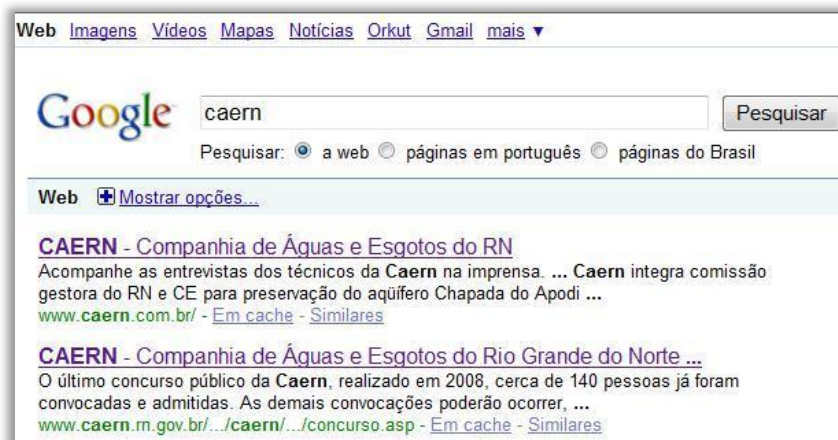 Web Imagens Vídeos Mapas Notícias Orkut Gmail mais ▼
Google caern Pesquisar
Pesquisar: a web páginas em português páginas do Brasil
Web Mostrar opções...
CAERN - Companhia de Águas e Esgotos do RN
Acompanhe as entrevistas dos técnicos da Caern na imprensa. ... Caern integra comissão
gestora do RN e CE para preservação do aqüífero Chapada do Apodi ...
www.caern.com.br/ - Em cache - Similares
CAERN - Companhia de Águas e Esgotos do Rio Grande do Norte ...
O último concurso público da Caern, realizado em 2008, cerca de 140 pessoas já foram
convocadas e admitidas. As demais convocações poderão ocorrer, ...
www.caern.rn.gov.br/.../caern/.../concurso.asp - Em cache - Similares